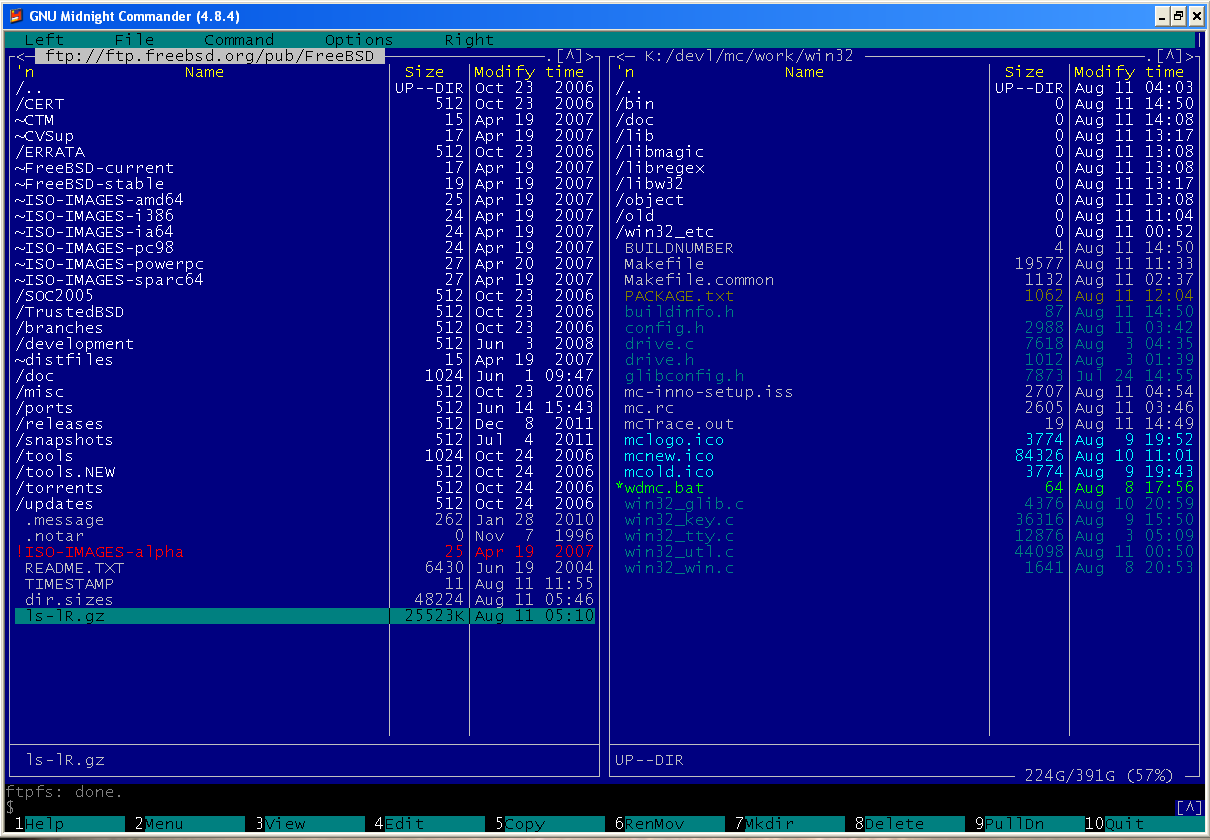 GNU Midnight Commander (4.8.4)
Left File Command Options Right
<─ ftp://ftp.freebsd.org/pub/FreeBSD ─.[^]>
'n Name Size Modify time
/.. UP--DIR Oct 23 2006
/CERT 512 Oct 23 2006
~CTM 15 Apr 19 2007
~CVSup 17 Apr 19 2007
/ERRATA 512 Oct 23 2006
~FreeBSD-current 17 Apr 19 2007
~FreeBSD-stable 19 Apr 19 2007
~ISO-IMAGES-amd64 25 Apr 19 2007
~ISO-IMAGES-i386 24 Apr 19 2007
~ISO-IMAGES-ia64 24 Apr 19 2007
~ISO-IMAGES-pc98 24 Apr 19 2007
~ISO-IMAGES-powerpc 27 Apr 20 2007
~ISO-IMAGES-sparc64 27 Apr 19 2007
/SOC2005 512 Oct 23 2006
/TrustedBSD 512 Oct 23 2006
/branches 512 Oct 23 2006
/development 512 Jun 3 2008
~distfiles 15 Apr 19 2007
/doc 1024 Jun 1 09:47
/misc 512 Oct 23 2006
/ports 512 Jun 14 15:43
/releases 512 Dec 8 2011
/snapshots 512 Jul 4 2011
/tools 1024 Oct 24 2006
/tools.NEW 512 Oct 24 2006
/torrents 512 Oct 24 2006
/updates 512 Oct 24 2006
.message 262 Jan 28 2010
.notar 0 Nov 7 1996
!ISO-IMAGES-alpha 25 Apr 19 2007
README.TXT 6430 Jun 19 2004
TIMESTAMP 11 Aug 11 11:55
dir.sizes 48224 Aug 11 05:46
ls-lR.gz 25523K Aug 11 05:10
ls-lR.gz
<─ K:/devl/mc/work/win32 ─.[^]>
'n Name Size Modify time
/.. UP--DIR Aug 11 04:03
/bin 0 Aug 11 14:50
/doc 0 Aug 11 14:08
/lib 0 Aug 11 13:17
/libmagic 0 Aug 11 13:08
/libregex 0 Aug 11 13:08
/libw32 0 Aug 11 13:17
/object 0 Aug 11 13:08
/old 0 Aug 11 11:04
/win32_etc 0 Aug 11 00:52
BUILDNUMBER 4 Aug 11 14:50
Makefile 19577 Aug 11 11:33
Makefile.common 1132 Aug 11 02:37
PACKAGE.txt 1062 Aug 11 12:04
buildinfo.h 87 Aug 11 14:50
config.h 2988 Aug 11 03:42
drive.c 7618 Aug 3 04:35
drive.h 1012 Aug 3 01:39
glibconfig.h 7873 Jul 24 14:55
mc-inno-setup.iss 2707 Aug 11 04:54
mc.rc 2605 Aug 11 03:46
mcTrace.out 19 Aug 11 14:49
mclogo.ico 3774 Aug 9 19:52
mcnew.ico 84326 Aug 10 11:01
mcold.ico 3774 Aug 9 19:43
*wdmc.bat 64 Aug 8 17:56
win32_glib.c 4376 Aug 10 20:59
win32_key.c 36316 Aug 9 15:50
win32_tty.c 12876 Aug 3 05:09
win32_utl.c 44098 Aug 11 00:50
win32_win.c 1641 Aug 8 20:53
UP--DIR
224G/391G (57%)
ftpfs: done.
$ [^]
1Help 2Menu 3View 4Edit 5Copy 6RenMov 7Mkdir 8Delete 9PullDn 10Quit